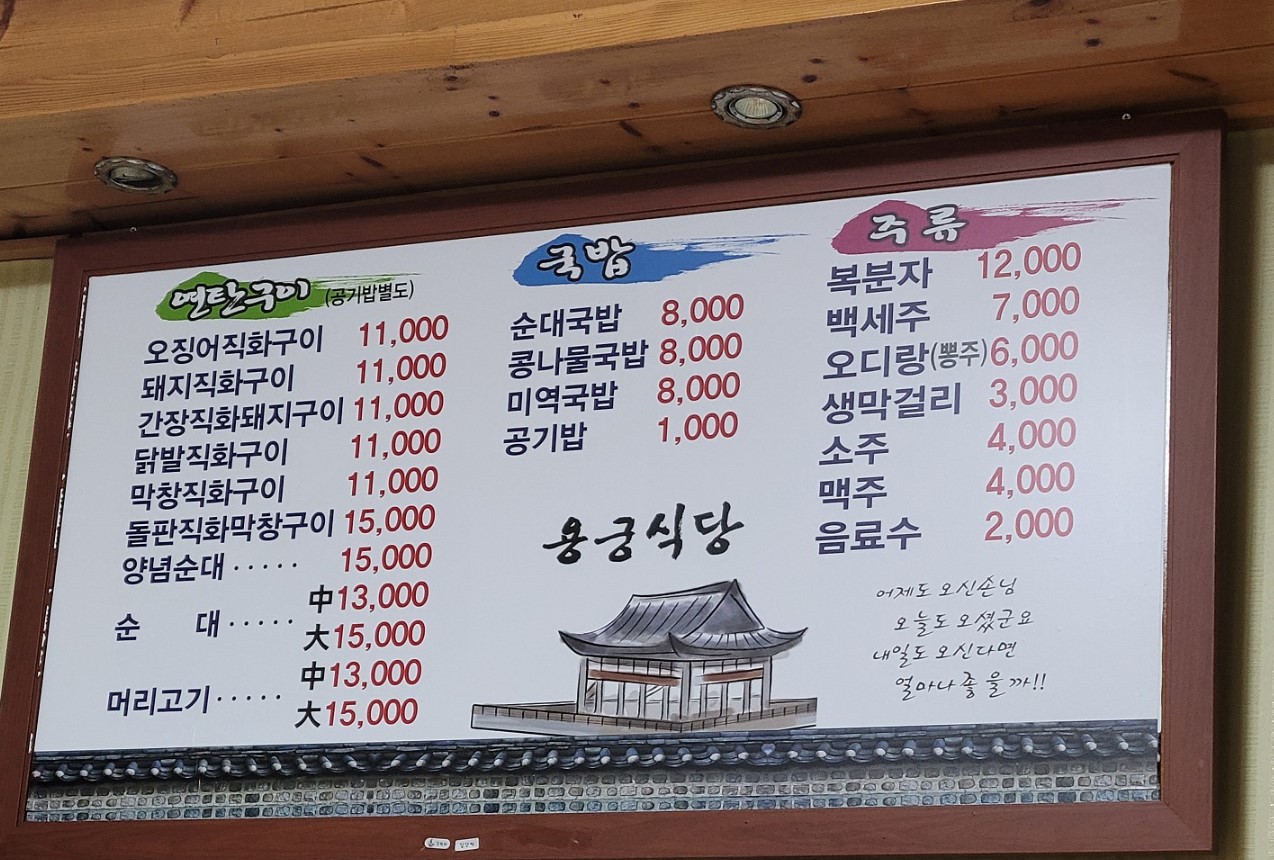 연탄구이 (공기밥별도)
오징어직화구이 11,000
돼지직화구이 11,000
간장직화돼지구이 11,000
닭발직화구이 11,000
막창직화구이 11,000
돌판직화막창구이 15,000
양념순대 ····· 15,000
순 대 ····· 中 13,000
大 15,000
머리고기 ····· 中 13,000
大 15,000
국밥
순대국밥 8,000
콩나물국밥 8,000
미역국밥 8,000
공기밥 1,000
용궁식당
주류
복분자 12,000
백세주 7,000
오디랑(뽕주) 6,000
생막걸리 3,000
소주 4,000
맥주 4,000
음료수 2,000
어제도 오신손님
오늘도 오셨군요
내일도 오신다면
얼마나 좋을까!!